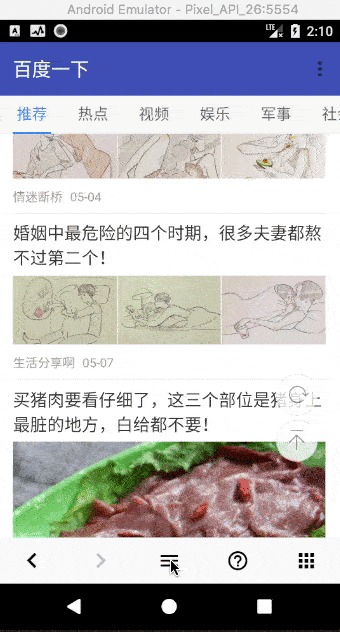 Android Emulator - Pixel_API_26:5554
A LTE 2:10
百度一下
推荐 热点 视频 娱乐 军事 社会
情迷断桥 05-04
婚姻中最危险的四个时期，很多夫妻都熬
不过第二个！
生活分享啊 05-07
买猪肉要看仔细了，这三个部位是猪身上
最脏的地方，白给都不要！